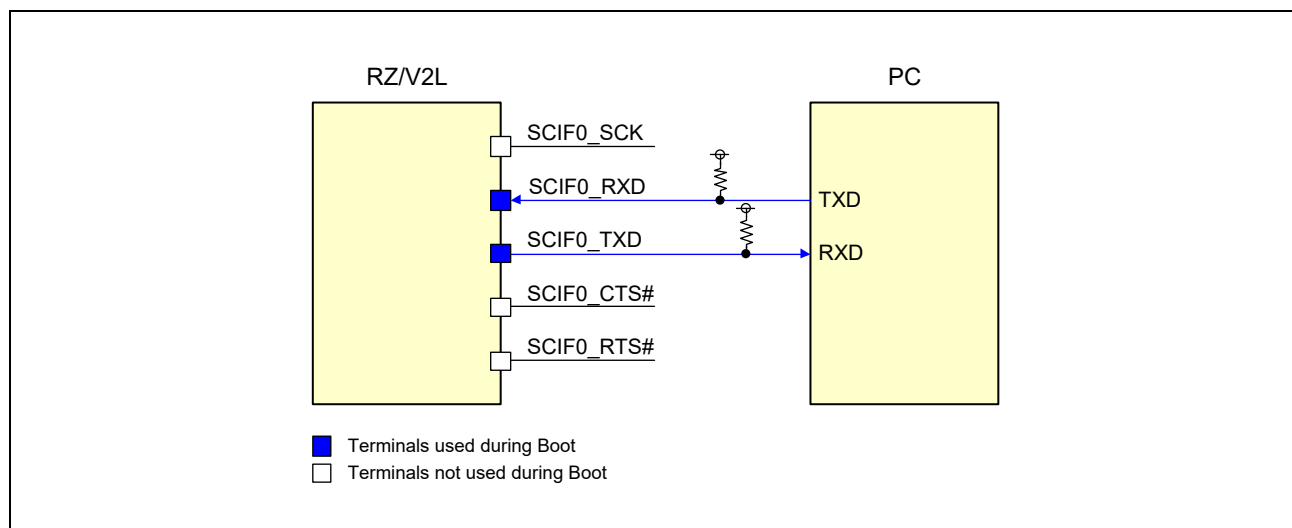 RZ/V2L
PC
SCIF0_SCK
SCIF0_RXD
TXD
SCIF0_TXD
RXD
SCIF0_CTS#
SCIF0_RTS#
Terminals used during Boot
Terminals not used during Boot